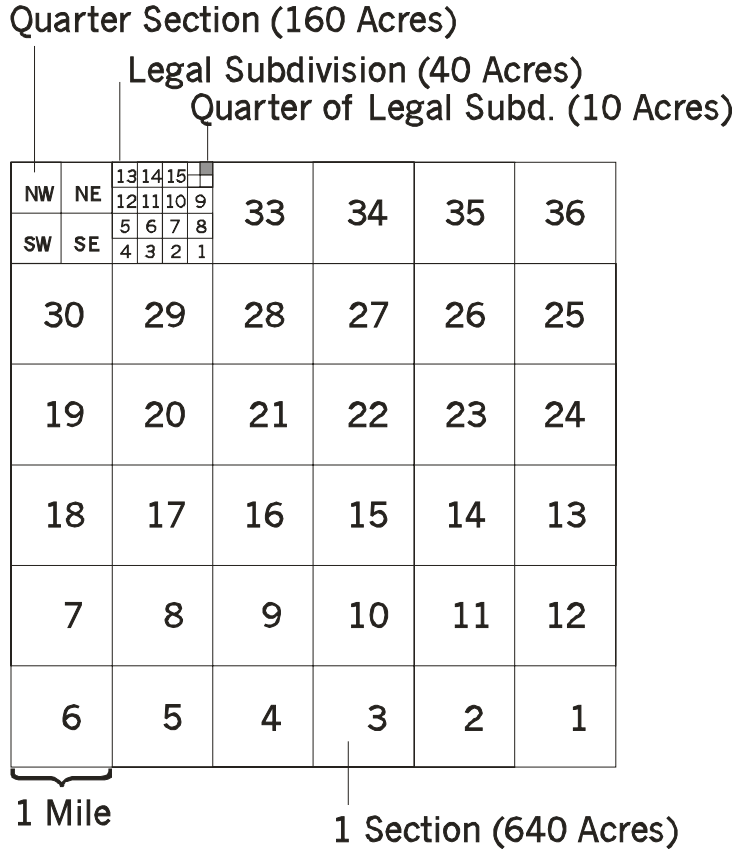 Quarter Section (160 Acres)
Legal Subdivision (40 Acres)
Quarter of Legal Subd. (10 Acres)
NW NE
13 14 15
12 11 10 9
33 34 35 36
SW SE
5 6 7 8
4 3 2 1
30 29 28 27 26 25
19 20 21 22 23 24
18 17 16 15 14 13
7 8 9 10 11 12
6 5 4 3 2 1
1 Mile
1 Section (640 Acres)